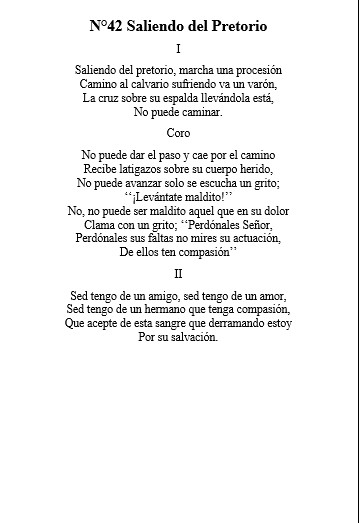 N°42 Saliendo del Pretorio
I
Saliendo del pretorio, marcha una procesión
Camino al calvario sufriendo va un varón,
La cruz sobre su espalda llevándola está,
No puede caminar.
Coro
No puede dar el paso y cae por el camino
Recibe latigazos sobre su cuerpo herido,
No puede avanzar solo se escucha un grito;
‘‘¡Levántate maldito!’’
No, no puede ser maldito aquel que en su dolor
Clama con un grito; ‘‘Perdónales Señor,
Perdónales sus faltas no mires su actuación,
De ellos ten compasión’’
II
Sed tengo de un amigo, sed tengo de un amor,
Sed tengo de un hermano que tenga compasión,
Que acepte de esta sangre que derramando estoy
Por su salvación.